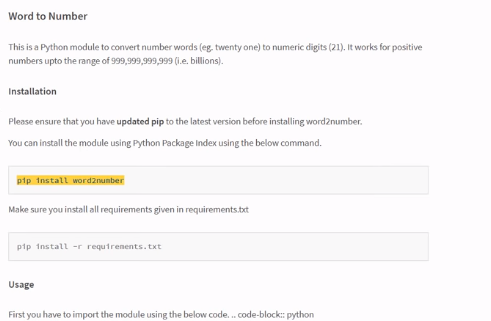 Word to Number
This is a Python module to convert number words (eg. twenty one) to numeric digits (21). It works for positive
numbers upto the range of 999,999,999,999 (i.e. billions).
Installation
Please ensure that you have updated pip to the latest version before installing word2number.
You can install the module using Python Package Index using the below command.
pip install word2number
Make sure you install all requirements given in requirements.txt
pip install -r requirements.txt
Usage
First you have to import the module using the below code. .. code-block:: python